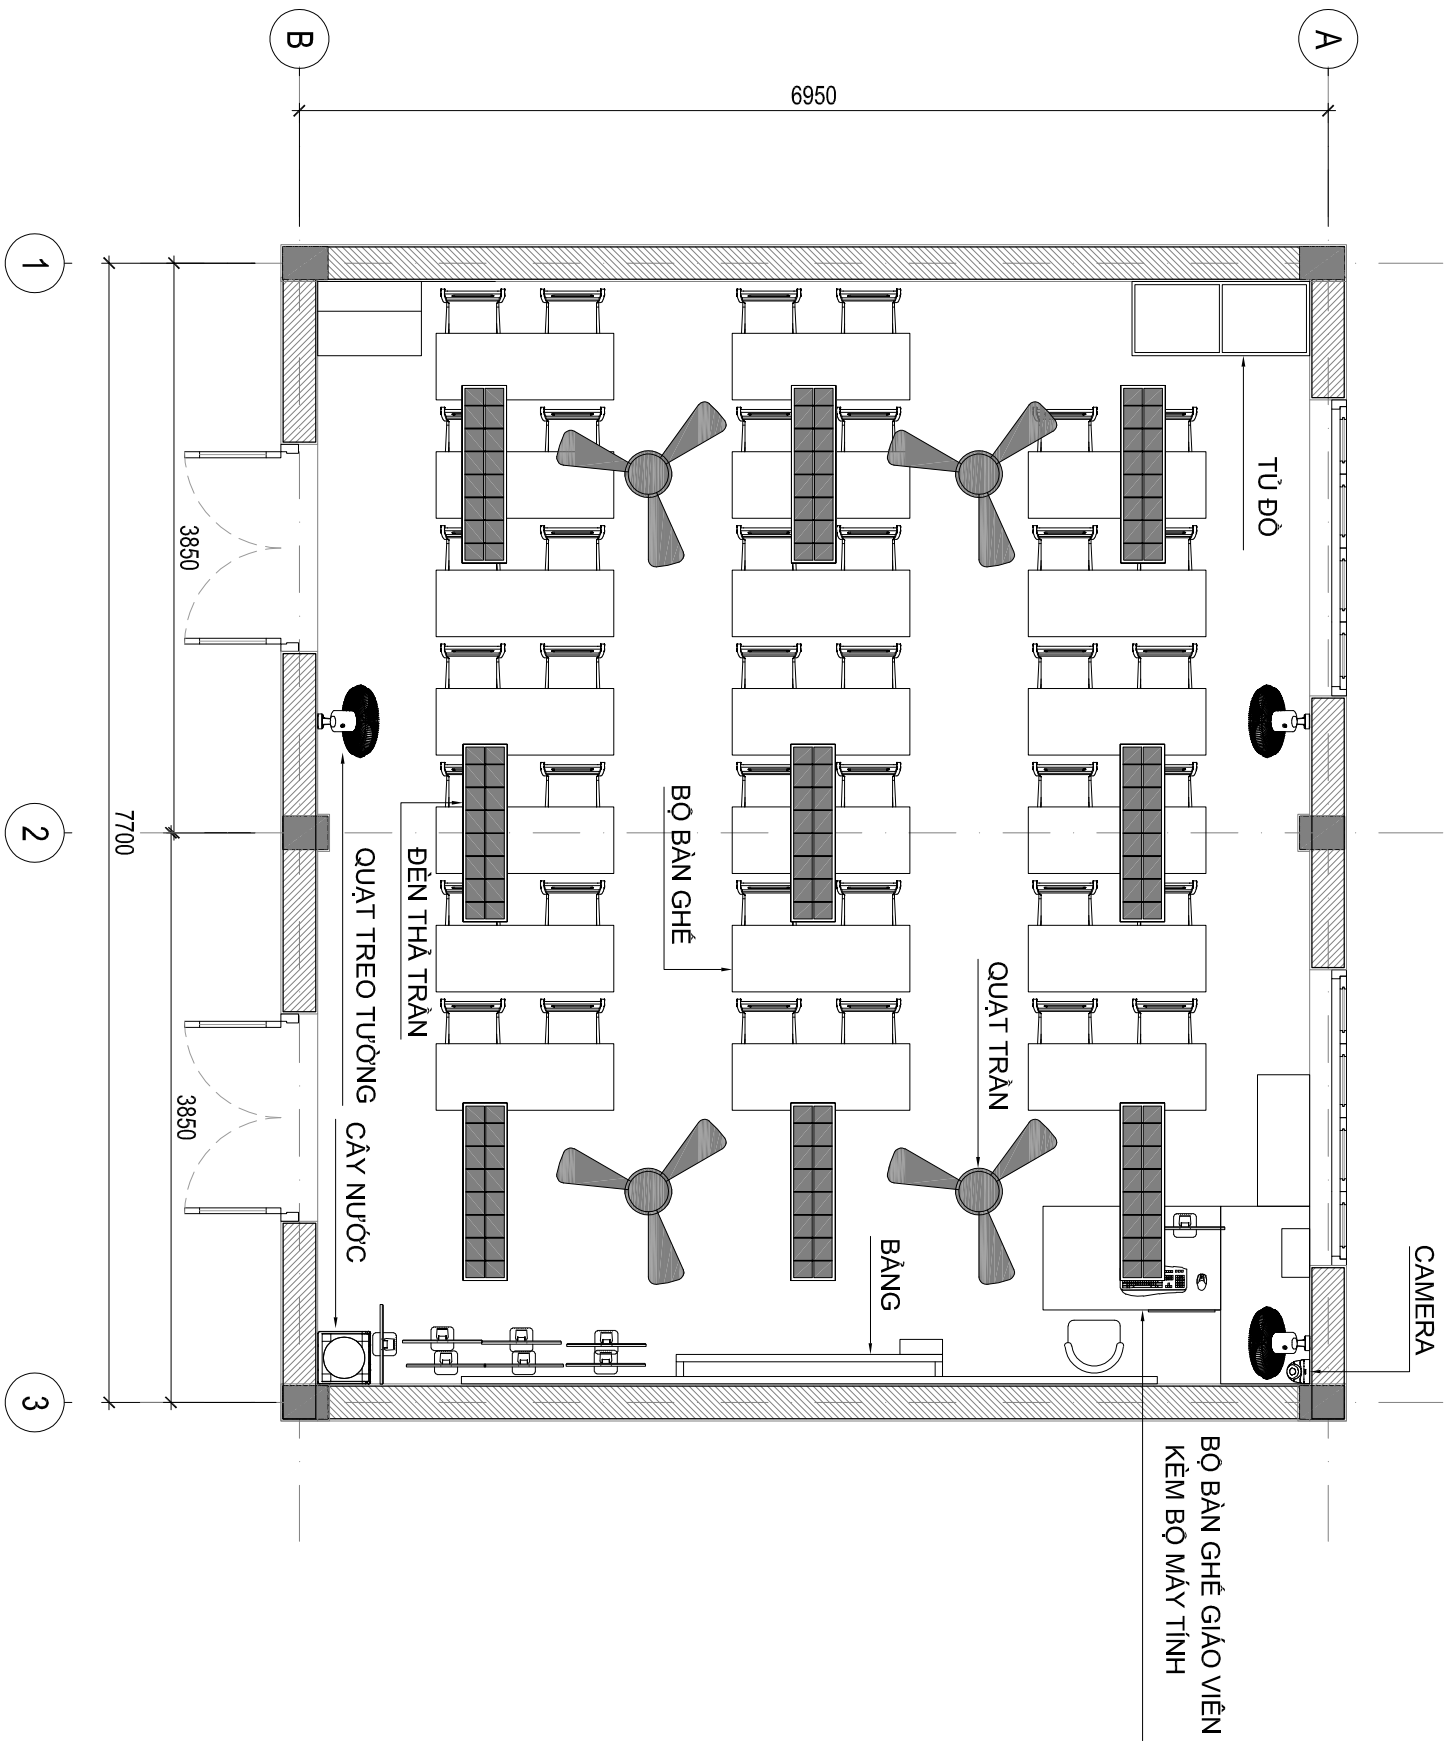 B
A
6950
1
2
3
3850
3850
7700
TỦ ĐỒ
BỘ BÀN GHẾ
QUẠT TRẦN
ĐÈN THẢ TRẦN
QUẠT TREO TƯỜNG
CÂY NƯỚC
BẢNG
CAMERA
BỘ BÀN GHẾ GIÁO VIÊN
KÈM BỘ MÁY TÍNH